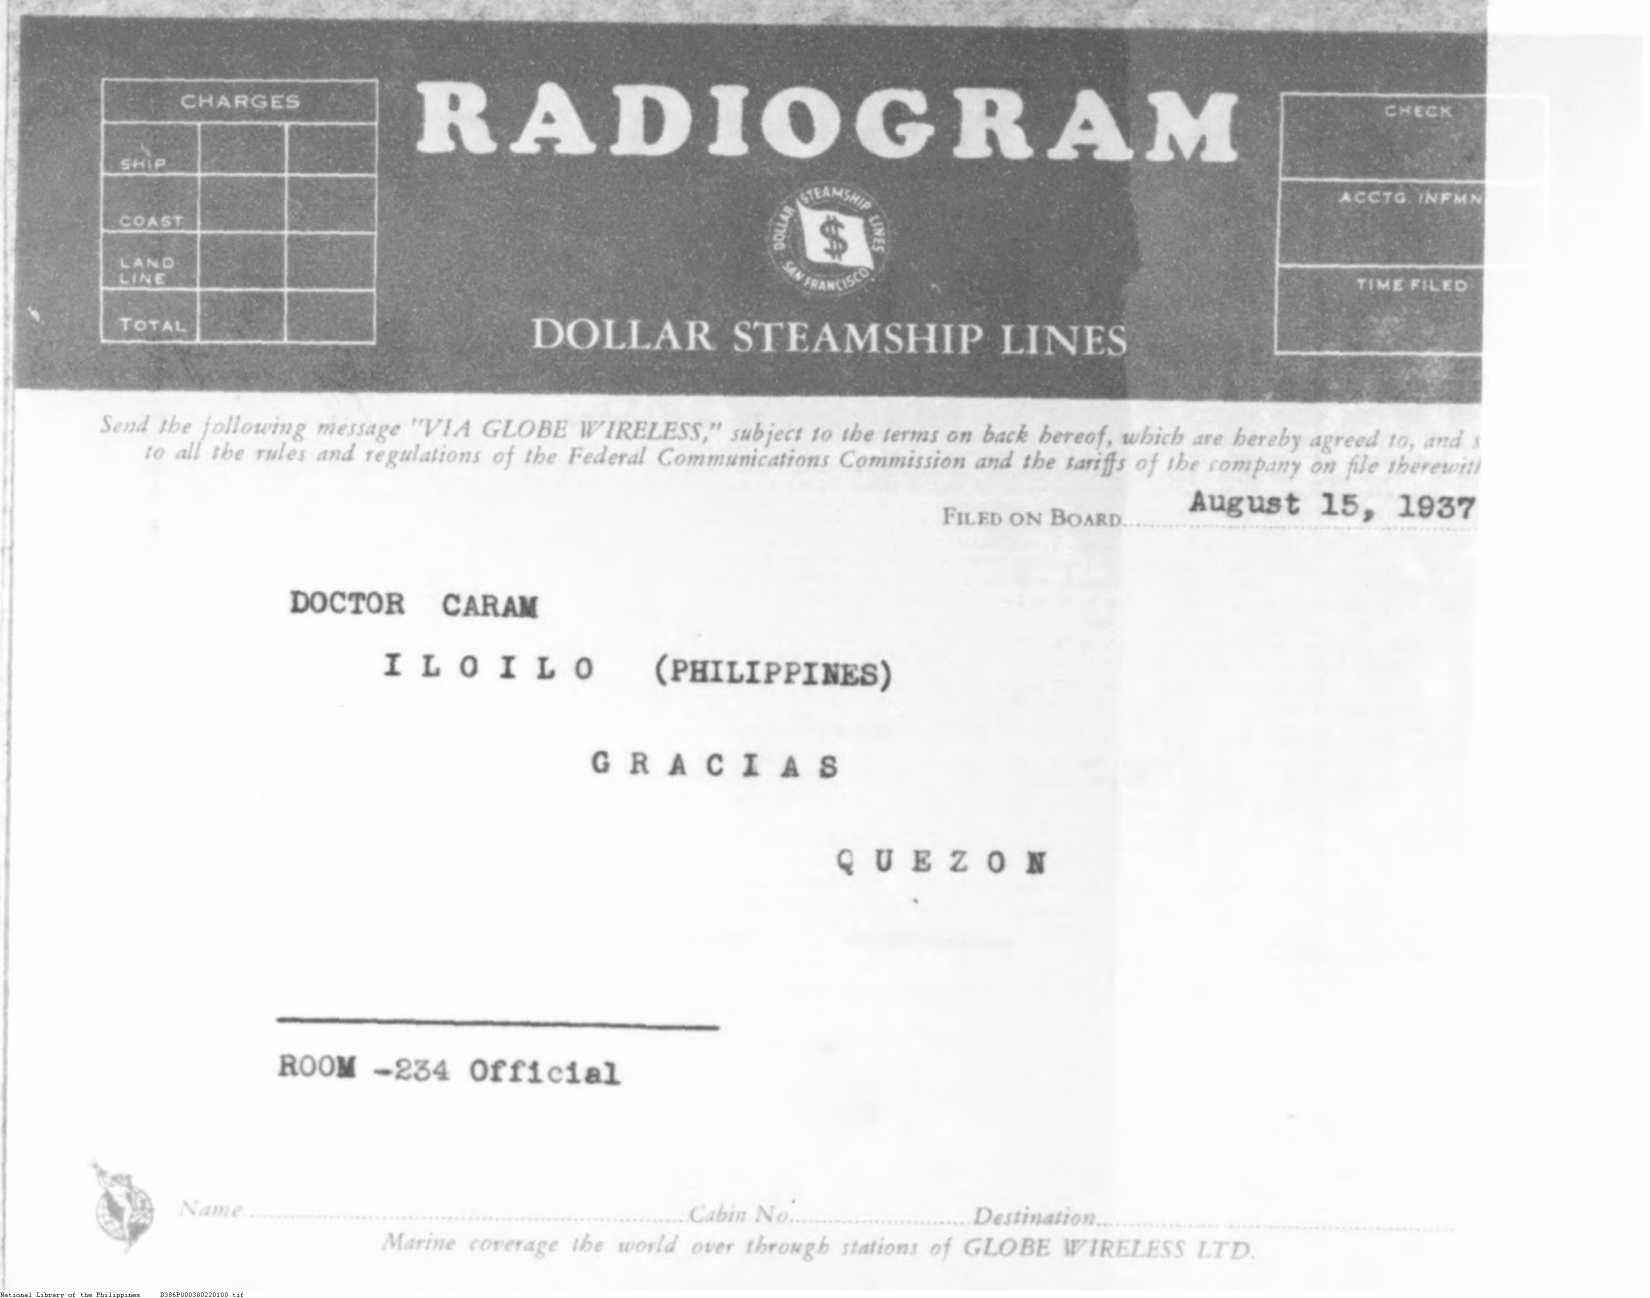 RADIOGRAM
CHARGES
SHIP
COAST
LAND
LINE
TOTAL
CHECK
ACCTG. INFMN
TIME FILED
DOLLAR STEAMSHIP LINES
SAN FRANCISCO
$
DOLLAR STEAMSHIP LINES
Send the following message "VIA GLOBE WIRELESS," subject to the terms on back hereof, which are hereby agreed to, and
to all the rules and regulations of the Federal Communications Commission and the tariffs of the company on file
FILED ON BOARD August 15, 1937
DOCTOR CARAM
I L O I L O (PHILIPPINES)
G R A C I A S
Q U E Z O N
ROOM -234 Official
Name Cabin No. Destination
Marine coverage the world over through stations of GLOBE WIRELESS LTD.
National Library of the Philippines D386P000380220100.tif